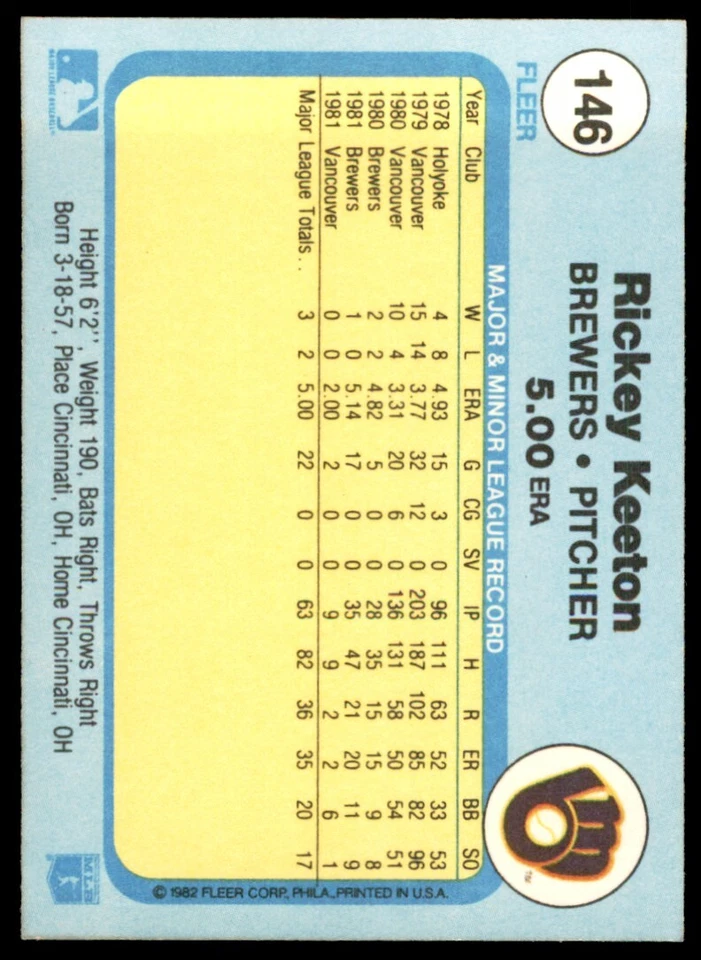 146
FLEER
Rickey Keeton
BREWERS • PITCHER
5.00 ERA
TM
MAJOR & MINOR LEAGUE RECORD
Year Club W L ERA G CG SV IP H R ER BB SO
1978 Holyoke 4 8 4.93 15 3 0 96 111 63 52 33 53
1979 Vancouver 15 14 3.77 32 12 0 203 187 102 85 82 96
1980 Vancouver 10 4 3.31 20 6 0 136 131 58 50 54 51
1980 Brewers 2 2 4.82 5 0 0 28 35 15 15 9 8
1981 Brewers 1 0 5.14 17 0 0 35 47 21 20 11 9
1981 Vancouver 0 0 2.00 2 0 0 9 9 2 2 6 1
Major League Totals . . 3 2 5.00 22 0 0 63 82 36 35 20 17
© 1982 FLEER CORP., PHILA., PRINTED IN U.S.A.
Height 6'2'', Weight 190, Bats Right, Throws Right
Born 3-18-57, Place Cincinnati, OH, Home Cincinnati, OH
MAJOR LEAGUE BASEBALL
MLB